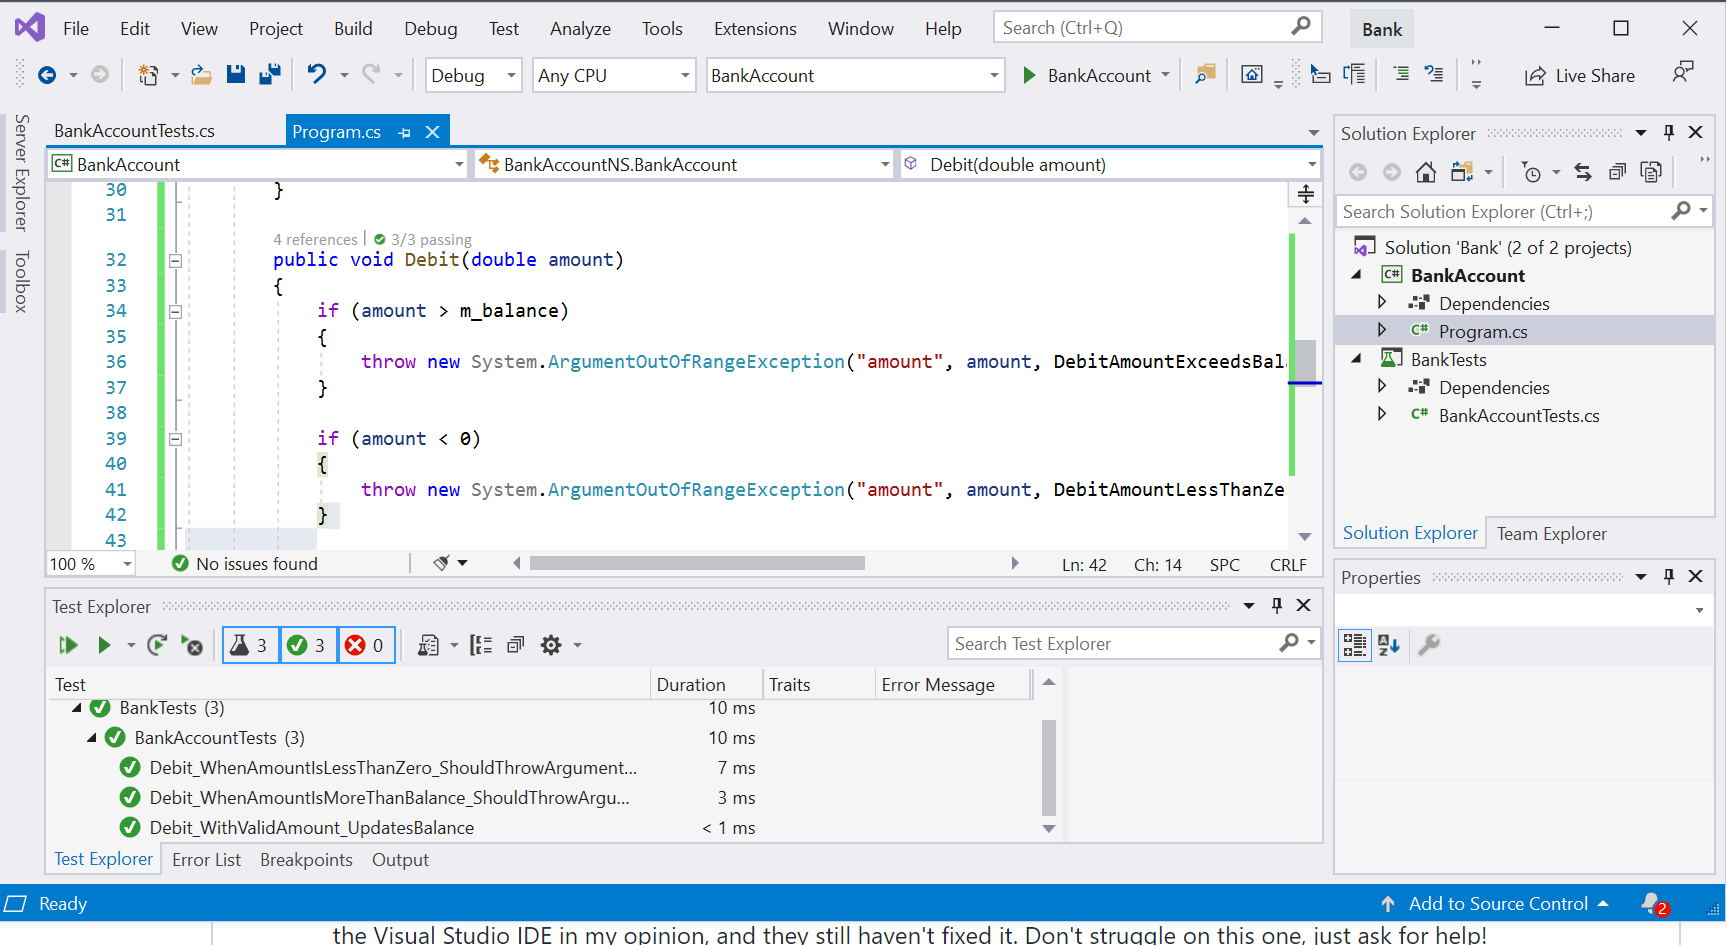 File Edit View Project Build Debug Test Analyze Tools Extensions Window Help Search (Ctrl+Q) Bank
Debug Any CPU BankAccount BankAccount Live Share
Server Explorer
Toolbox
BankAccountTests.cs Program.cs
C# BankAccount BankAccountNS.BankAccount Debit(double amount)
30 }
31
4 references | 3/3 passing
32 public void Debit(double amount)
33 {
34 if (amount > m_balance)
35 {
36 throw new System.ArgumentOutOfRangeException("amount", amount, DebitAmountExceedsBala
37 }
38
39 if (amount < 0)
40 {
41 throw new System.ArgumentOutOfRangeException("amount", amount, DebitAmountLessThanZe
42 }
43
100 % No issues found Ln: 42 Ch: 14 SPC CRLF
Test Explorer
3 3 0 Search Test Explorer
Test Duration Traits Error Message
BankTests (3) 10 ms
BankAccountTests (3) 10 ms
Debit_WhenAmountIsLessThanZero_ShouldThrowArgument... 7 ms
Debit_WhenAmountIsMoreThanBalance_ShouldThrowArgu... 3 ms
Debit_WithValidAmount_UpdatesBalance < 1 ms
Test Explorer Error List Breakpoints Output
Solution Explorer
Search Solution Explorer (Ctrl+;)
Solution 'Bank' (2 of 2 projects)
C# BankAccount
Dependencies
C# Program.cs
BankTests
Dependencies
C# BankAccountTests.cs
Solution Explorer Team Explorer
Properties
A Z
Ready Add to Source Control 2
the Visual Studio IDE in my opinion, and they still haven't fixed it. Don't struggle on this one, just ask for help!